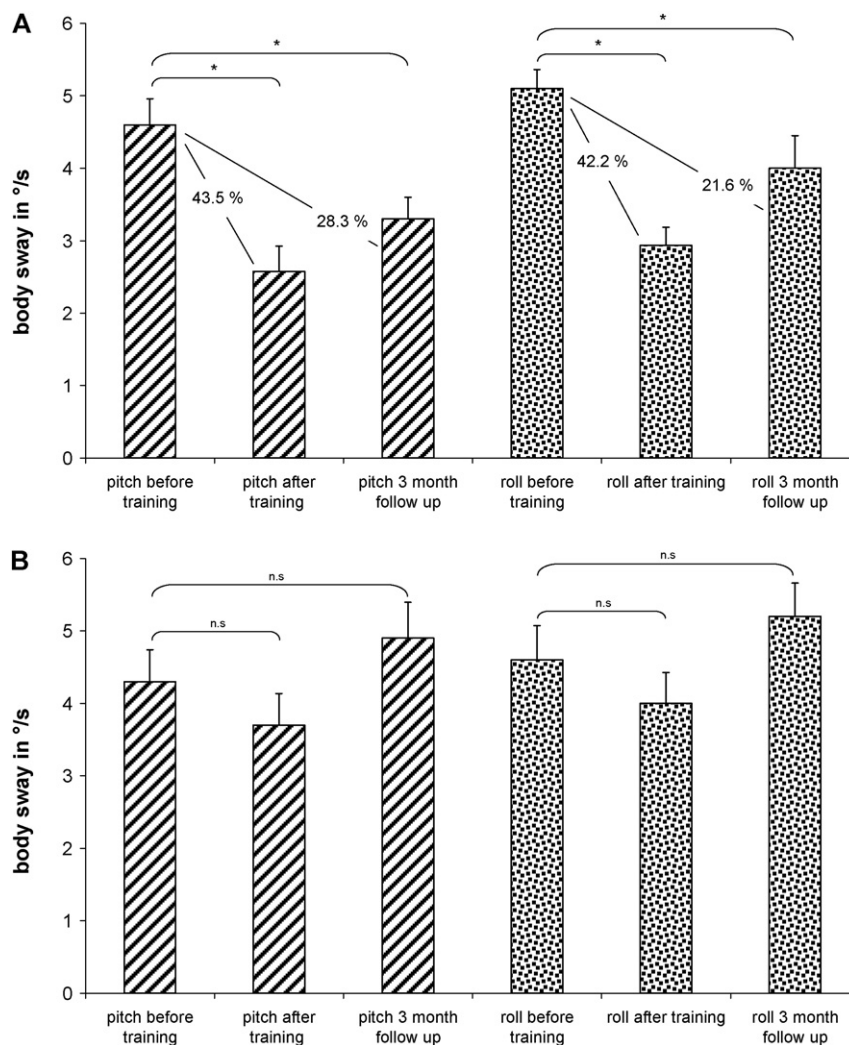 A
6
5
4
3
2
1
0
body sway in °/s
*
*
43.5 %
28.3 %
*
*
42.2 %
21.6 %
pitch before
training
pitch after
training
pitch 3 month
follow up
roll before
training
roll after training
roll 3 month
follow up
B
6
5
4
3
2
1
0
body sway in °/s
n.s
n.s
n.s
n.s
pitch before
training
pitch after
training
pitch 3 month
follow up
roll before
training
roll after training
roll 3 month
follow up